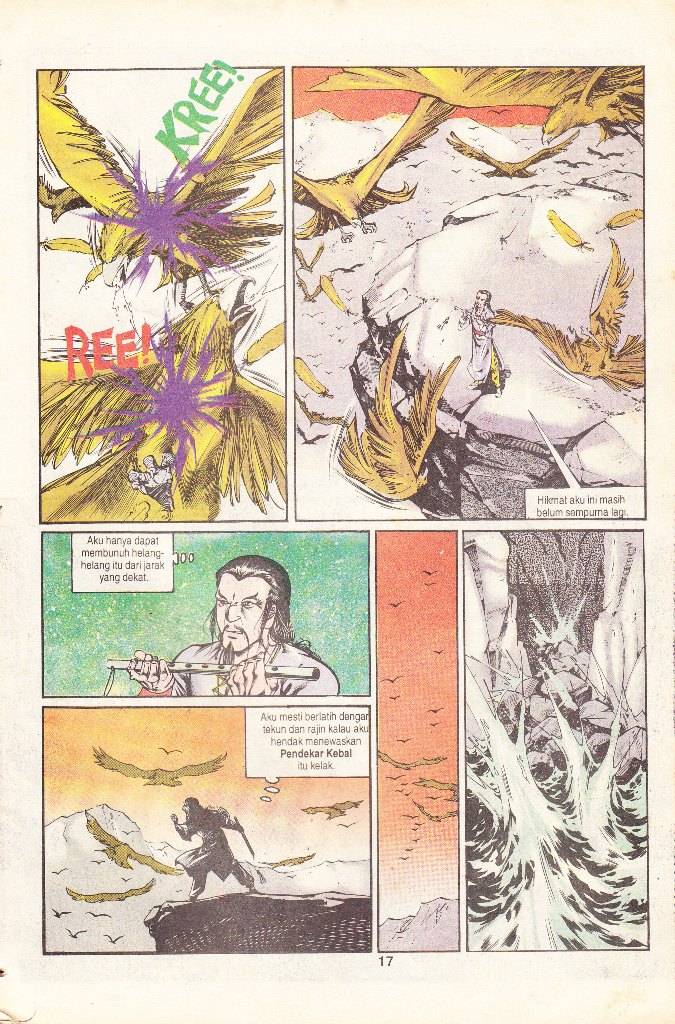 KREE!
REE!
Hikmat aku ini masih
belum sempurna lagi.
Aku hanya dapat
membunuh helang-
helang itu dari jarak
yang dekat.
Aku mesti berlatih dengan
tekun dan rajin kalau aku
hendak menewaskan
Pendekar Kebal
itu kelak.
17